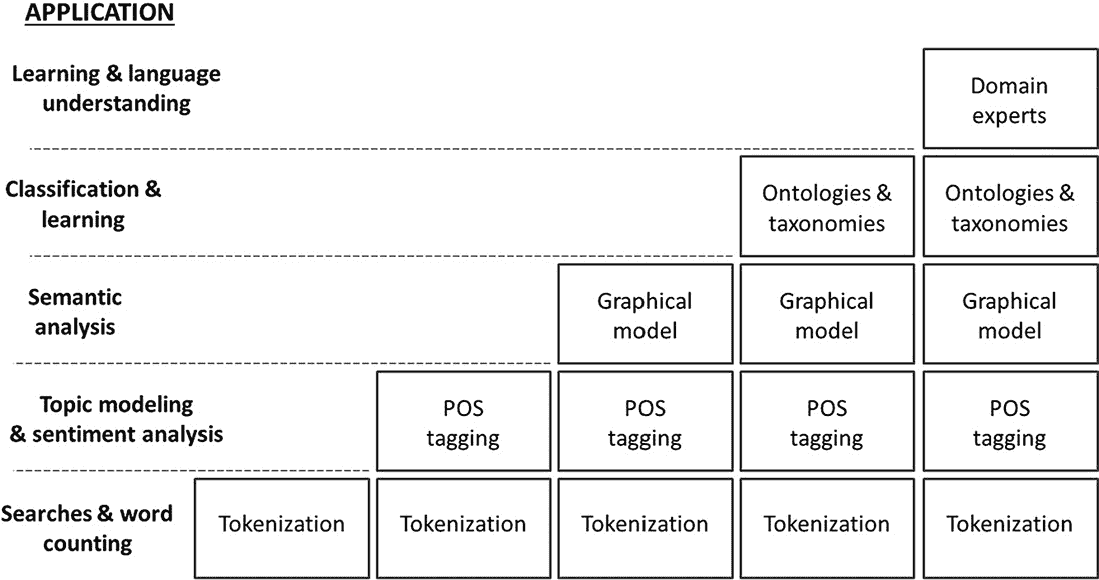 APPLICATION
Learning & language
understanding
Domain
experts
Classification &
learning
Ontologies &
taxonomies
Ontologies &
taxonomies
Semantic
analysis
Graphical
model
Graphical
model
Graphical
model
Topic modeling
& sentiment analysis
POS
tagging
POS
tagging
POS
tagging
POS
tagging
Searches & word
counting
Tokenization
Tokenization
Tokenization
Tokenization
Tokenization